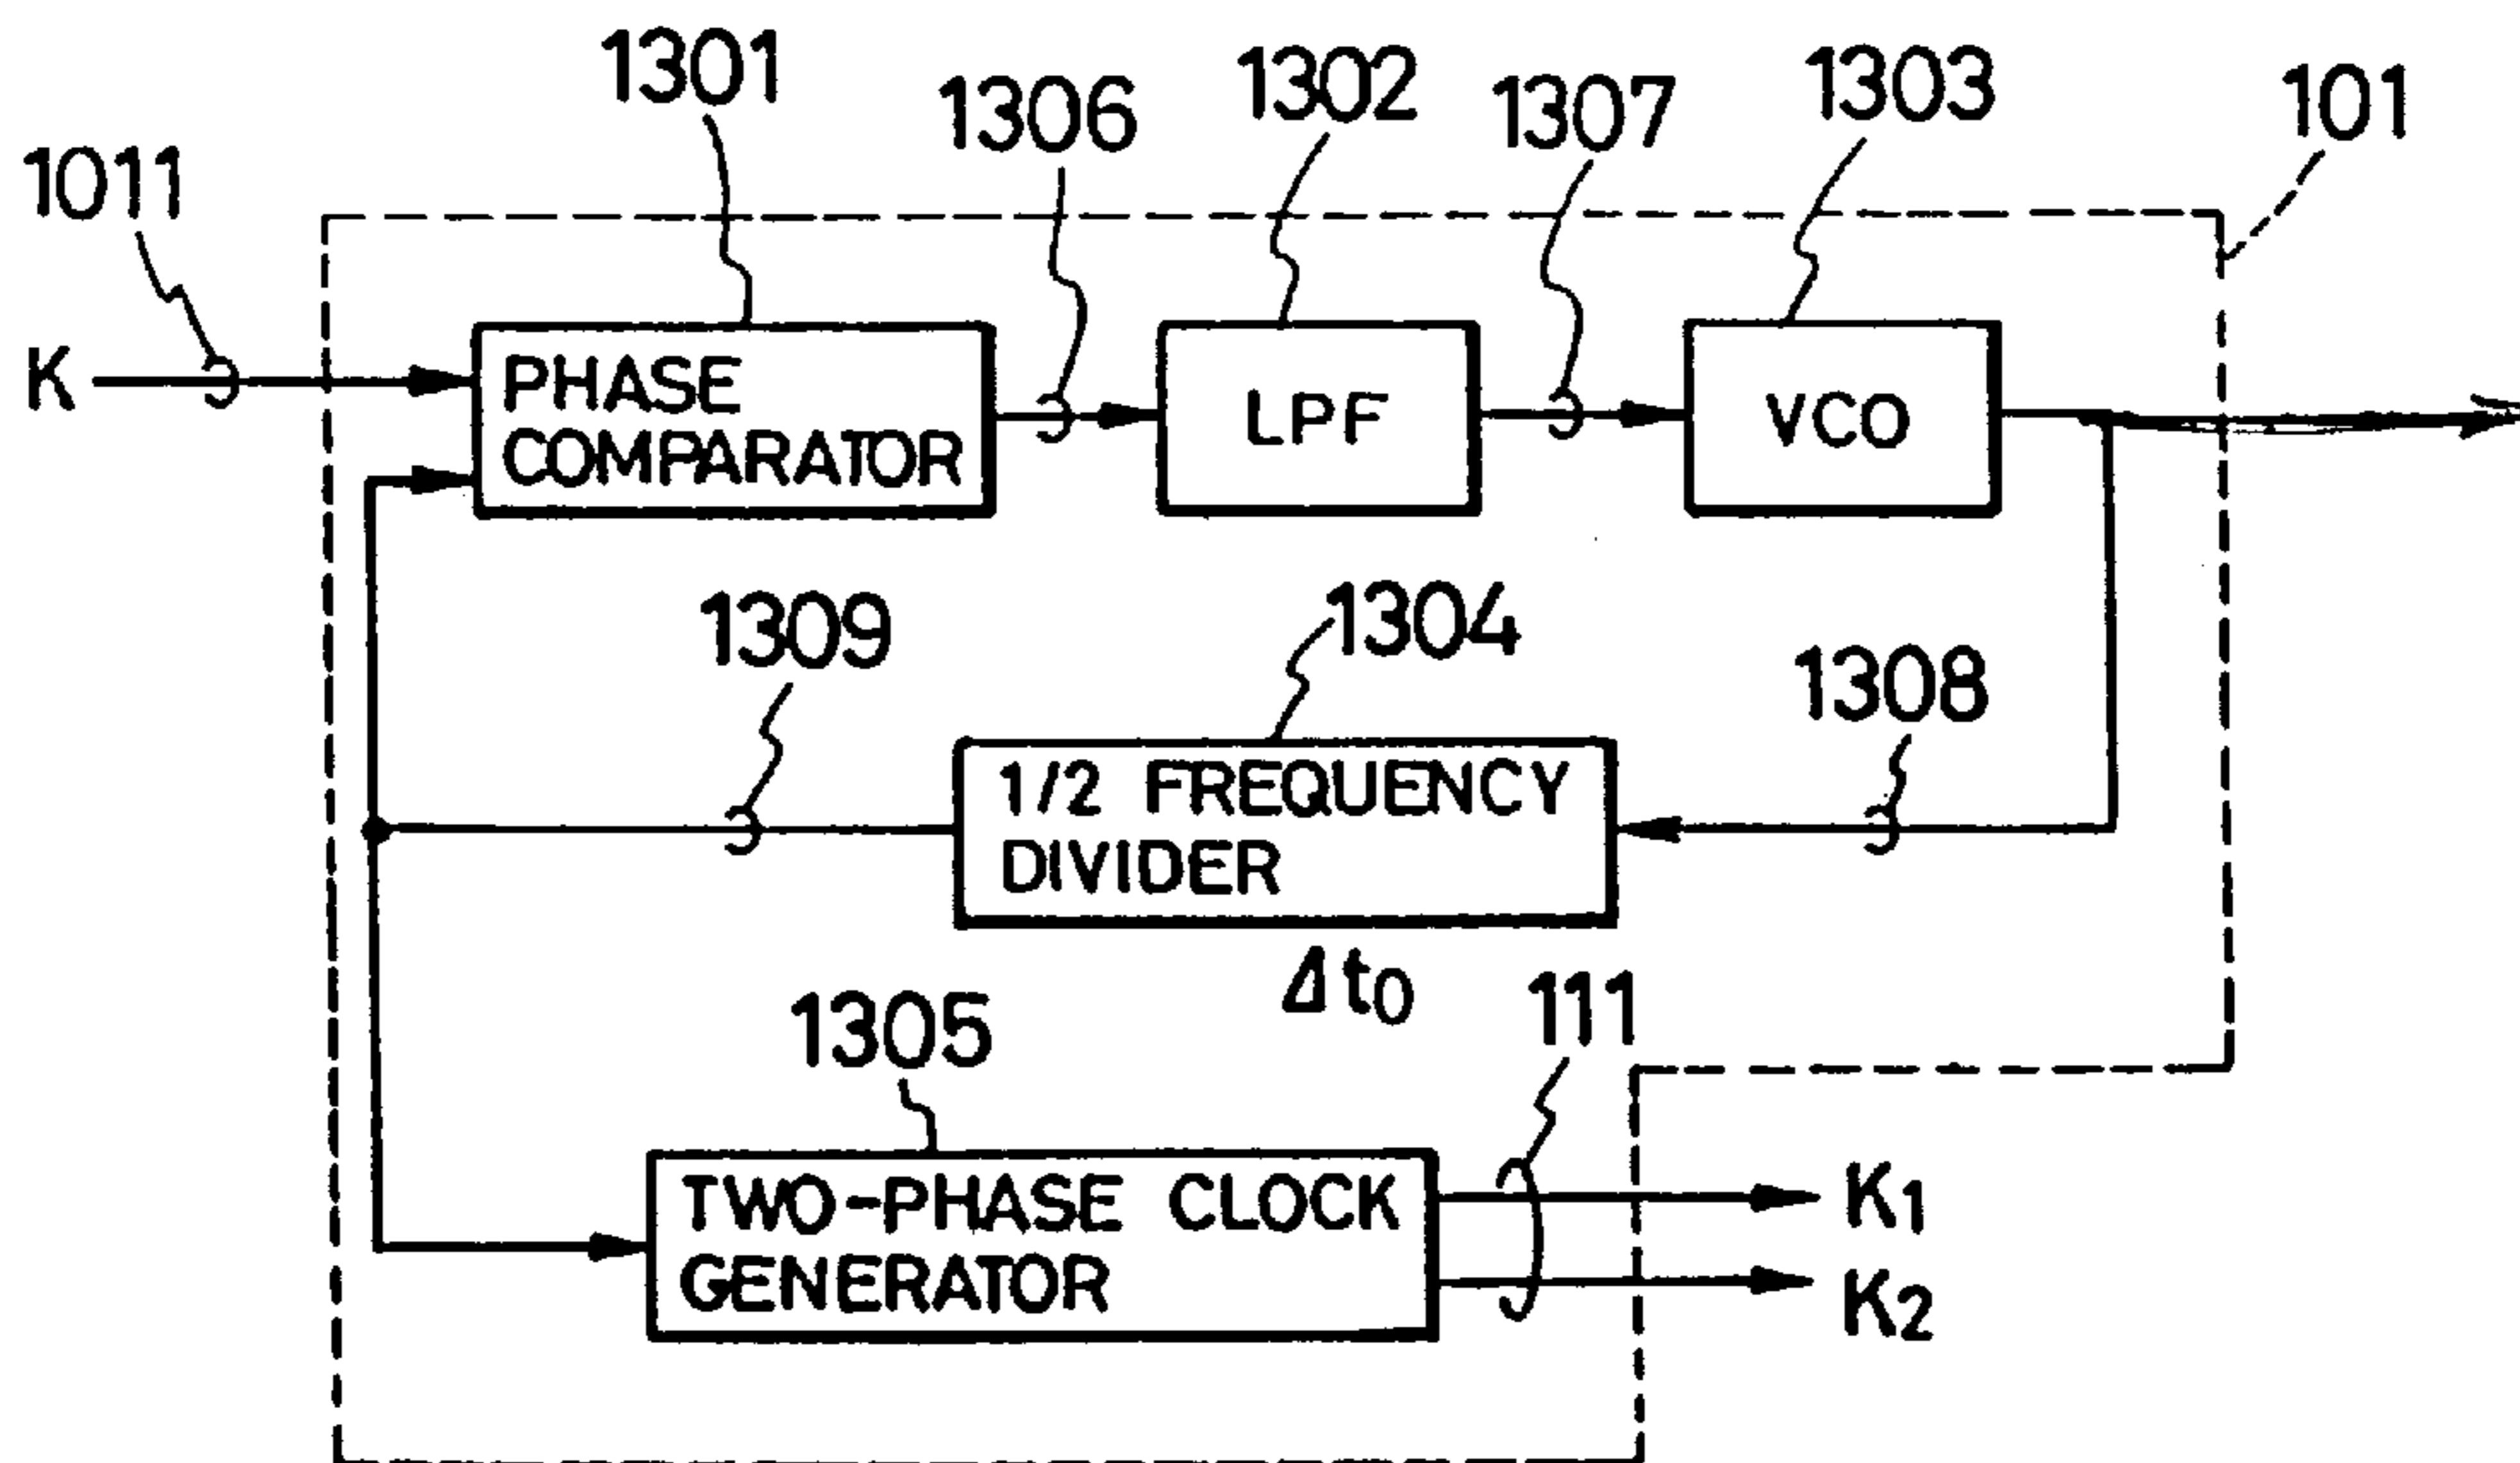 1301
1306
1302
1307
1303
101
1011
K
PHASE
COMPARATOR
LPF
VCO
1309
1304
1308
1/2 FREQUENCY
DIVIDER
Δt0
1305
111
TWO-PHASE CLOCK
GENERATOR
K1
K2